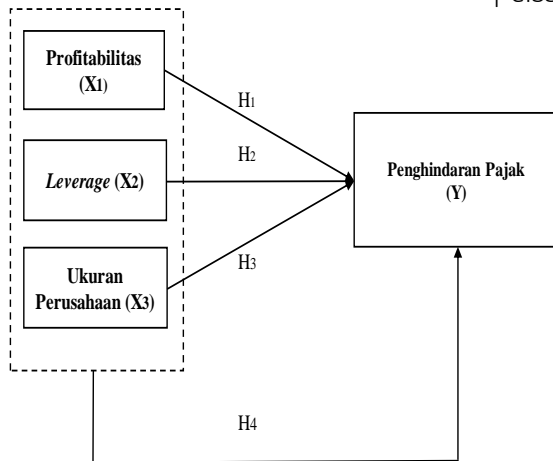 Profitabilitas
(X1)
H1
Leverage (X2)
H2
Penghindaran Pajak
(Y)
Ukuran
Perusahaan (X3)
H3
H4